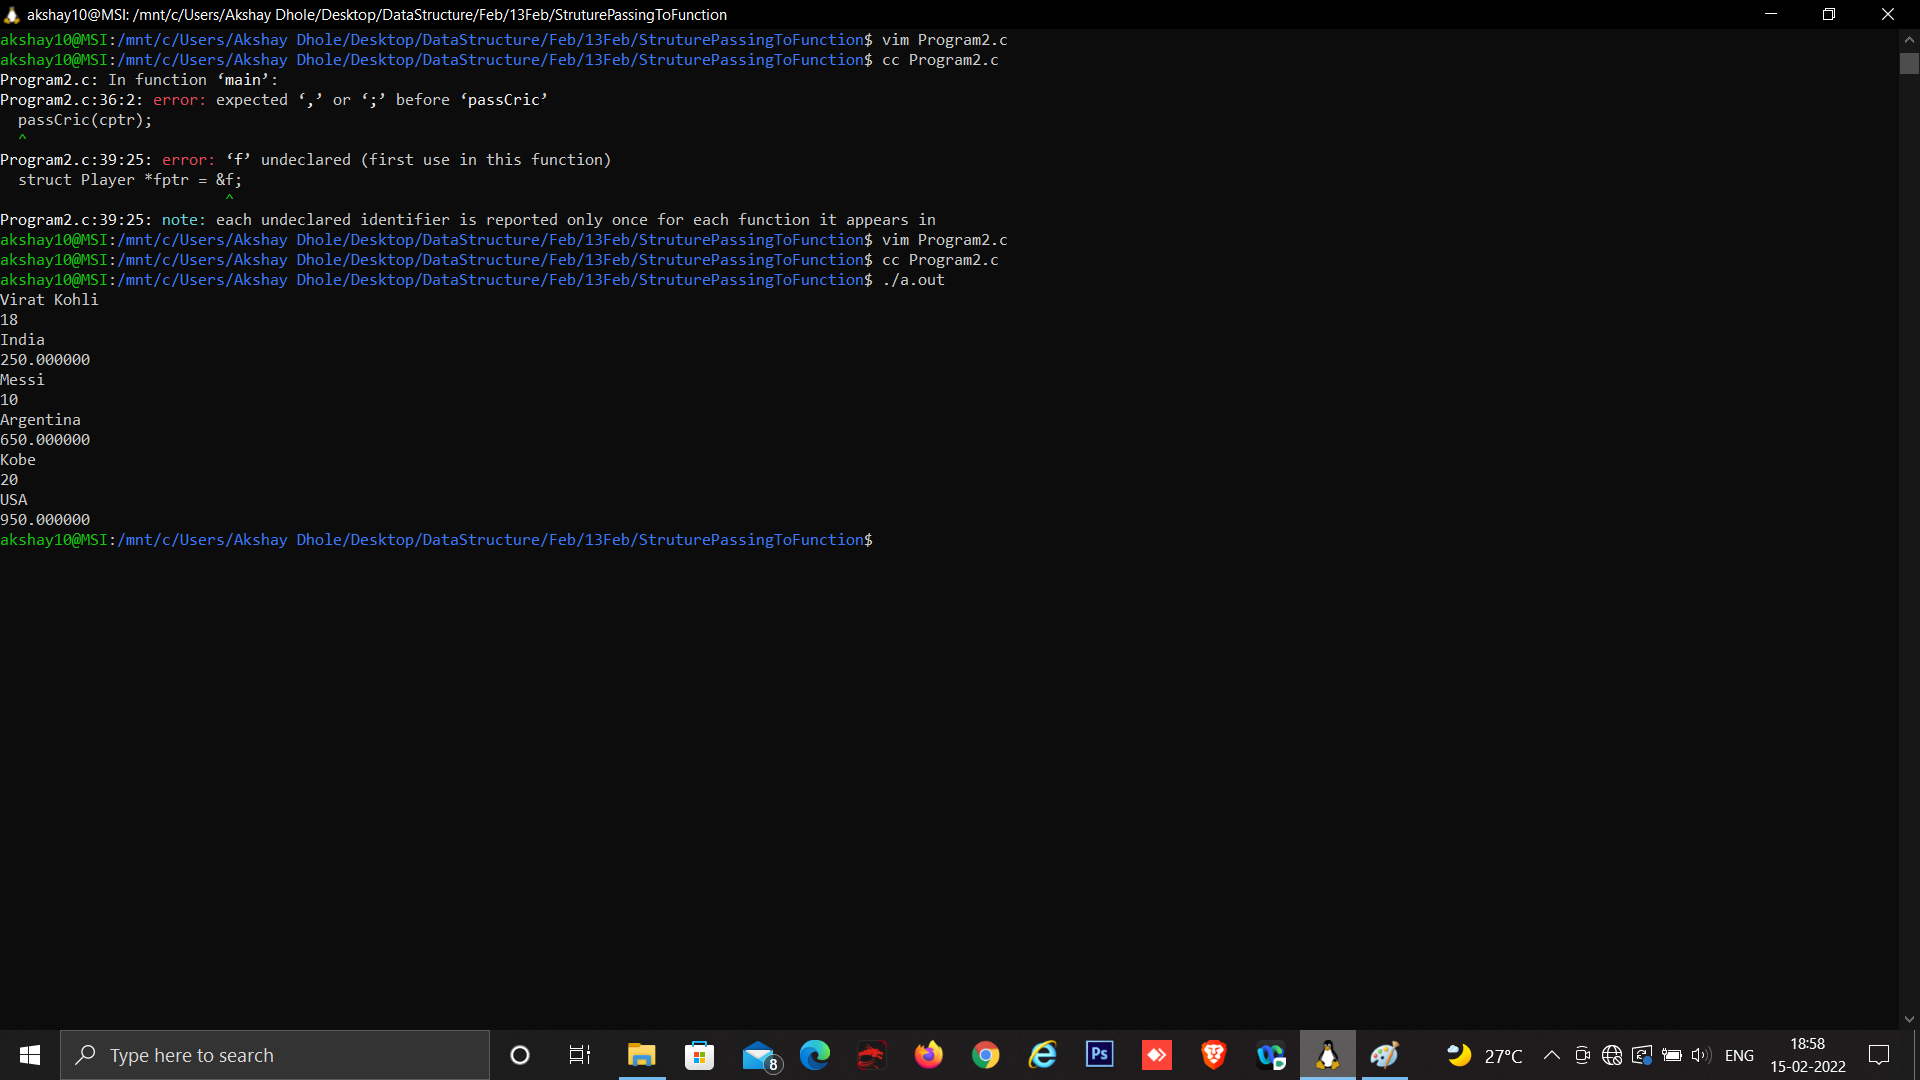 akshay10@MSI: /mnt/c/Users/Akshay Dhole/Desktop/DataStructure/Feb/13Feb/StruturePassingToFunction
akshay10@MSI:/mnt/c/Users/Akshay Dhole/Desktop/DataStructure/Feb/13Feb/StruturePassingToFunction$ vim Program2.c
akshay10@MSI:/mnt/c/Users/Akshay Dhole/Desktop/DataStructure/Feb/13Feb/StruturePassingToFunction$ cc Program2.c
Program2.c: In function ‘main’:
Program2.c:36:2: error: expected ‘,’ or ‘;’ before ‘passCric’
  passCric(cptr);
  ^
Program2.c:39:25: error: ‘f’ undeclared (first use in this function)
  struct Player *fptr = &f;
                         ^
Program2.c:39:25: note: each undeclared identifier is reported only once for each function it appears in
akshay10@MSI:/mnt/c/Users/Akshay Dhole/Desktop/DataStructure/Feb/13Feb/StruturePassingToFunction$ vim Program2.c
akshay10@MSI:/mnt/c/Users/Akshay Dhole/Desktop/DataStructure/Feb/13Feb/StruturePassingToFunction$ cc Program2.c
akshay10@MSI:/mnt/c/Users/Akshay Dhole/Desktop/DataStructure/Feb/13Feb/StruturePassingToFunction$ ./a.out
Virat Kohli
18
India
250.000000
Messi
10
Argentina
650.000000
Kobe
20
USA
950.000000
akshay10@MSI:/mnt/c/Users/Akshay Dhole/Desktop/DataStructure/Feb/13Feb/StruturePassingToFunction$
Type here to search
8
Ps
27°C
ENG
18:58
15-02-2022